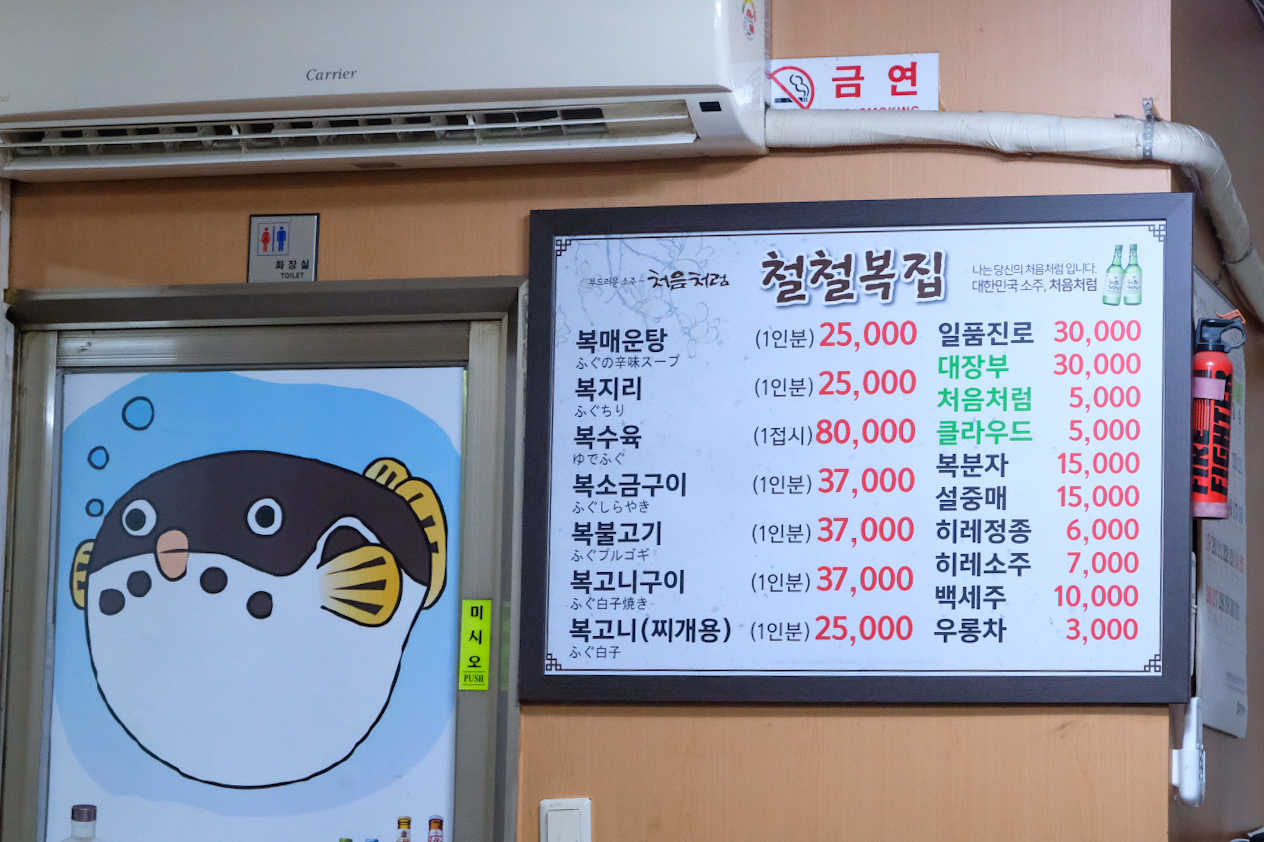 Carrier
금연
화장실
TOILET
부드러운 소주 - 처음처럼
철철복집
나는 당신의 처음처럼 입니다.
대한민국 소주, 처음처럼
복매운탕 (1인분) 25,000
ふぐの辛味スープ
복지리 (1인분) 25,000
ふぐちり
복수육 (1접시) 80,000
ゆでふぐ
복소금구이 (1인분) 37,000
ふぐしらやき
복불고기 (1인분) 37,000
ふぐブルゴギ
복고니구이 (1인분) 37,000
ふぐ白子焼き
복고니(찌개용) (1인분) 25,000
ふぐ白子
일품진로 30,000
대장부 30,000
처음처럼 5,000
클라우드 5,000
복분자 15,000
설중매 15,000
히레정종 6,000
히레소주 7,000
백세주 10,000
우롱차 3,000
미시오
PUSH
FIRE
FIGHTER